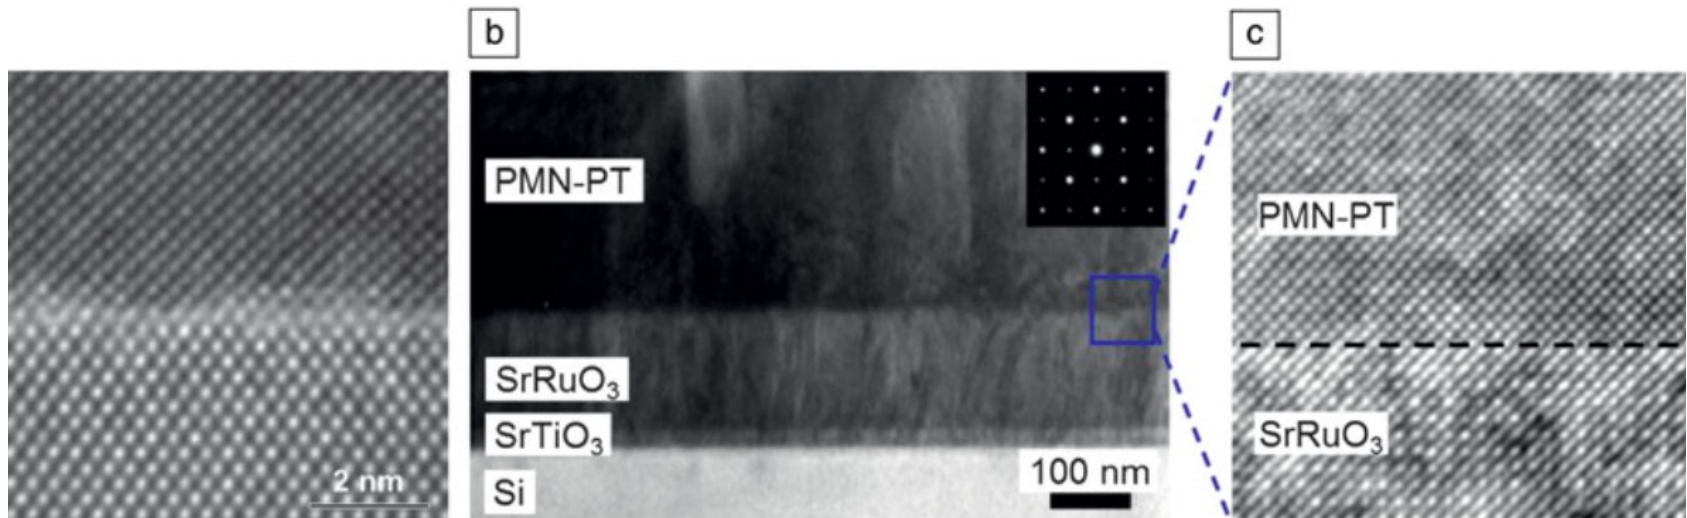 2 nm
b
PMN-PT
SrRuO₃
SrTiO₃
Si
100 nm
c
PMN-PT
SrRuO₃